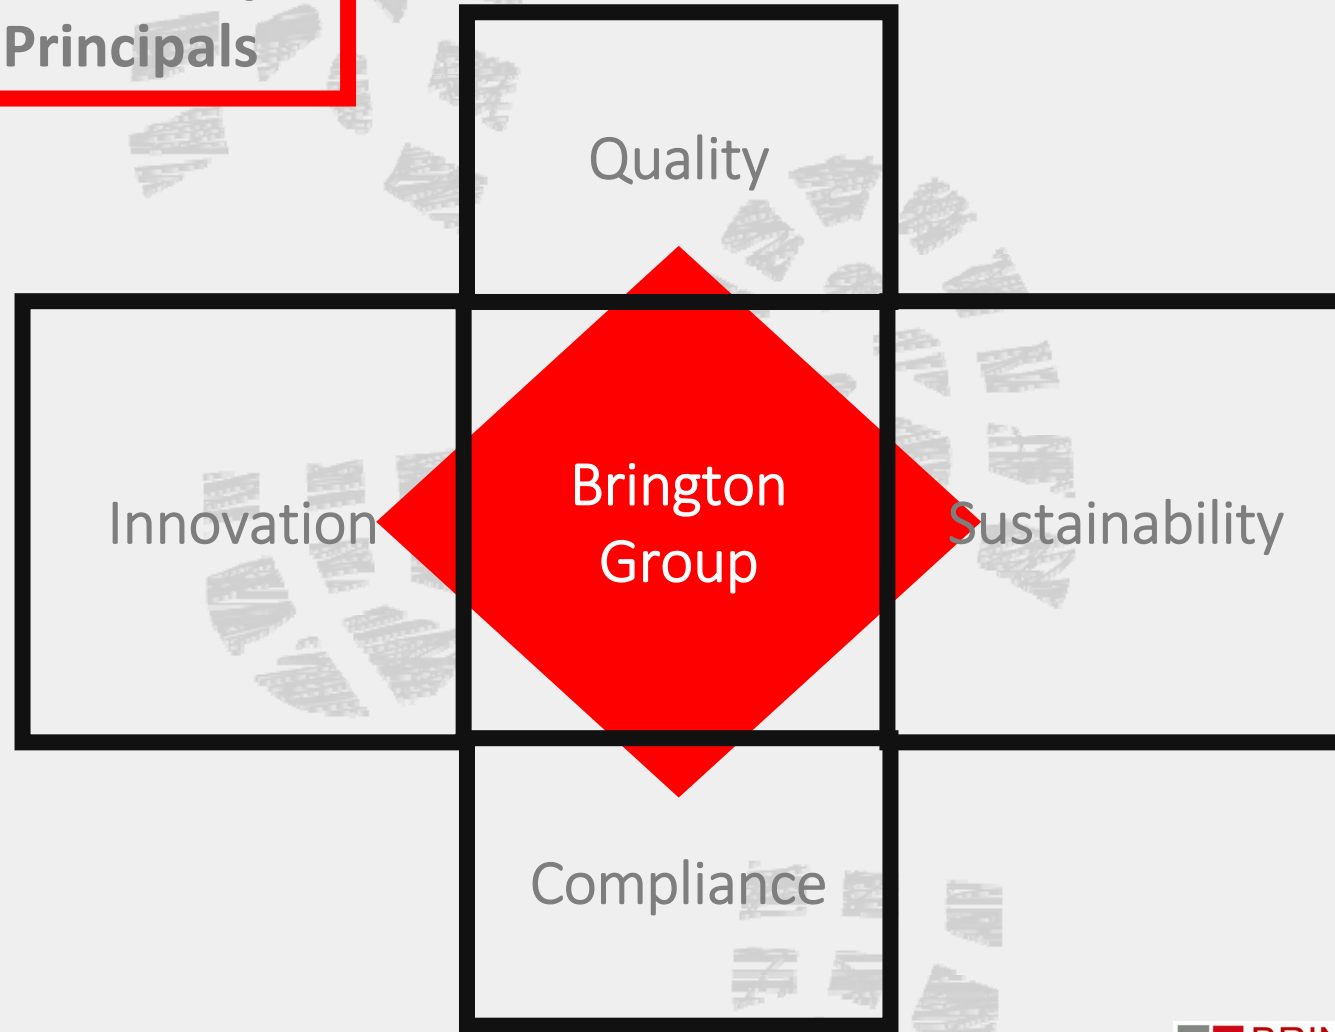 Principals
Quality
Innovation
Brington
Group
Sustainability
Compliance